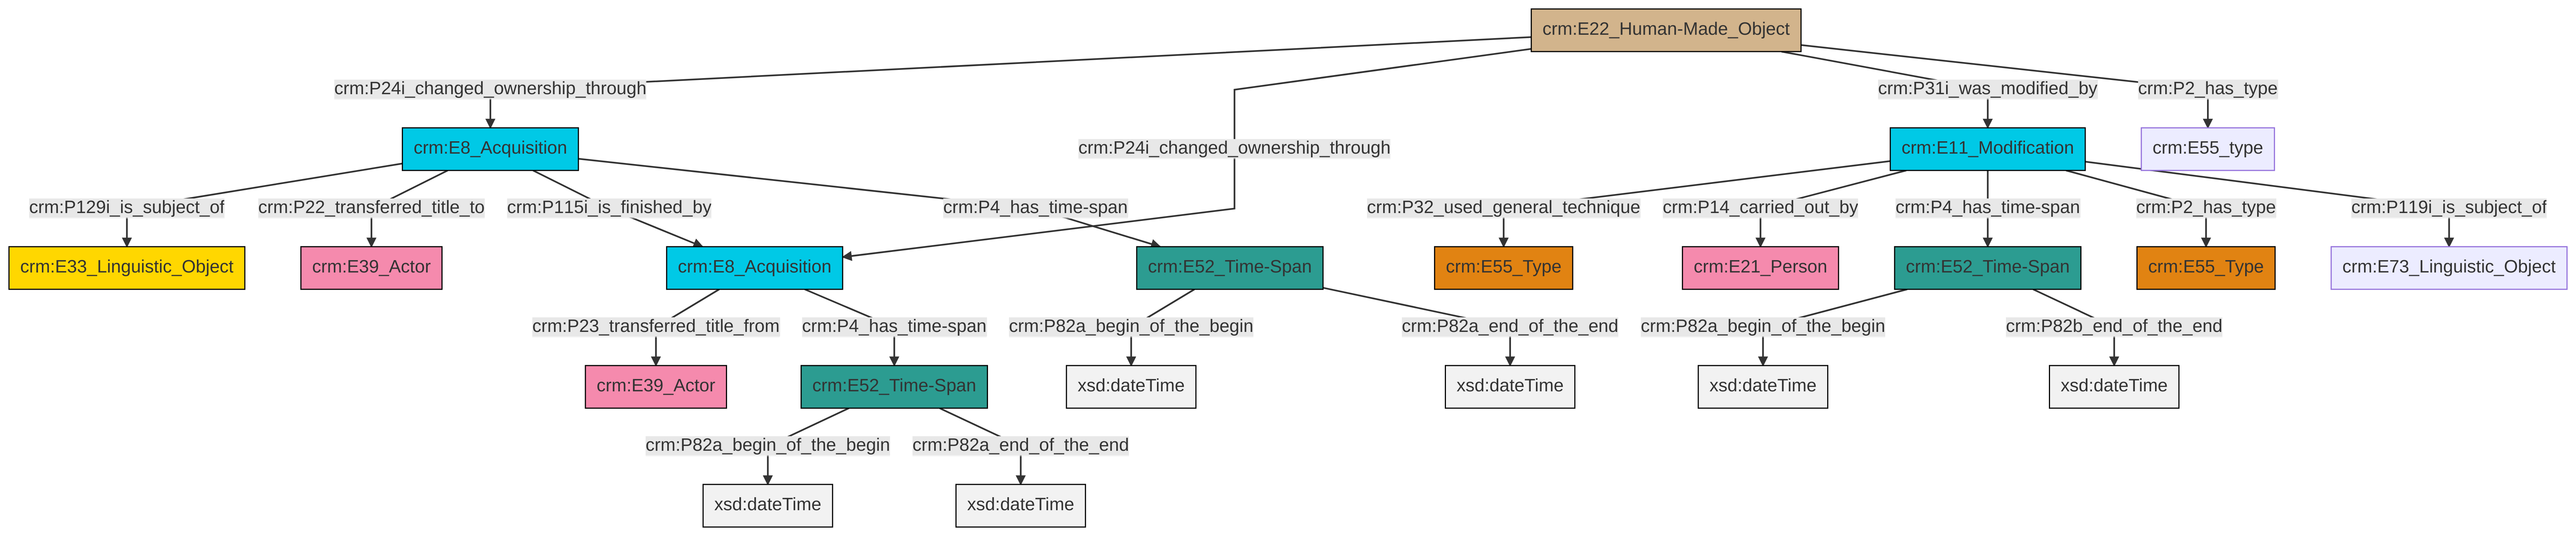 crm:E22_Human-Made_Object
crm:P24i_changed_ownership_through
crm:P31i_was_modified_by
crm:P2_has_type
crm:E8_Acquisition
crm:P24i_changed_ownership_through
crm:E11_Modification
crm:E55_type
crm:P129i_is_subject_of
crm:P22_transferred_title_to
crm:P115i_is_finished_by
crm:P4_has_time-span
crm:P32_used_general_technique
crm:P14_carried_out_by
crm:P4_has_time-span
crm:P2_has_type
crm:P119i_is_subject_of
crm:E33_Linguistic_Object
crm:E39_Actor
crm:E8_Acquisition
crm:E52_Time-Span
crm:E55_Type
crm:E21_Person
crm:E52_Time-Span
crm:E55_Type
crm:E73_Linguistic_Object
crm:P23_transferred_title_from
crm:P4_has_time-span
crm:P82a_begin_of_the_begin
crm:P82a_end_of_the_end
crm:P82a_begin_of_the_begin
crm:P82b_end_of_the_end
crm:E39_Actor
crm:E52_Time-Span
xsd:dateTime
xsd:dateTime
xsd:dateTime
xsd:dateTime
crm:P82a_begin_of_the_begin
crm:P82a_end_of_the_end
xsd:dateTime
xsd:dateTime